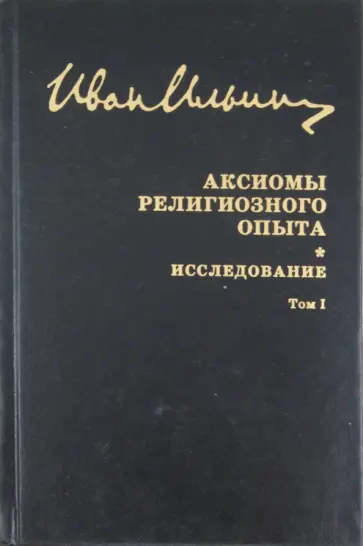 Иван Ильин
АКСИОМЫ
РЕЛИГИОЗНОГО
ОПЫТА
*
ИССЛЕДОВАНИЕ
Том I